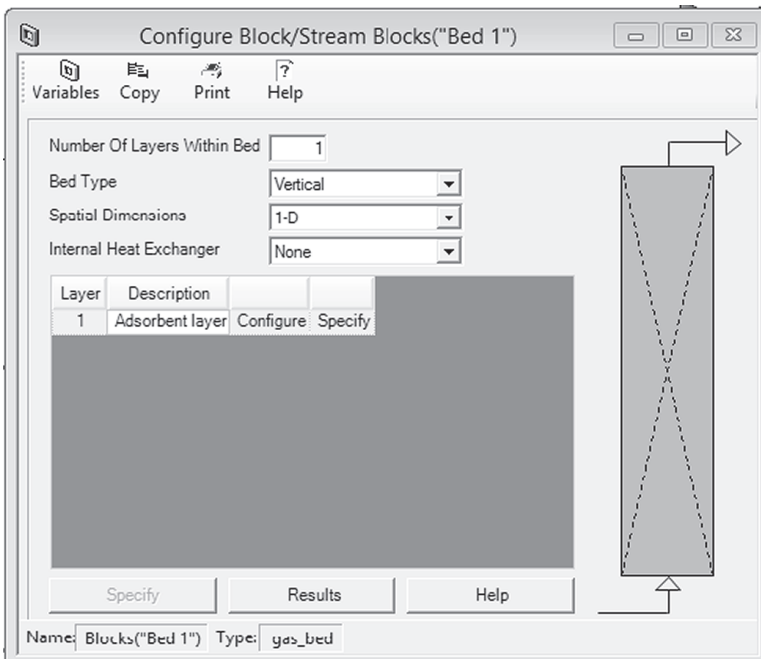 Configure Block/Stream Blocks("Bed 1")
Variables Copy Print Help
Number Of Layers Within Bed 1
Bed Type Vertical
Spatial Dimensions 1-D
Internal Heat Exchanger None
Layer Description
1 Adsorbent layer Configure Specify
Specify Results Help
Name: Blocks("Bed 1") Type: gas_bed